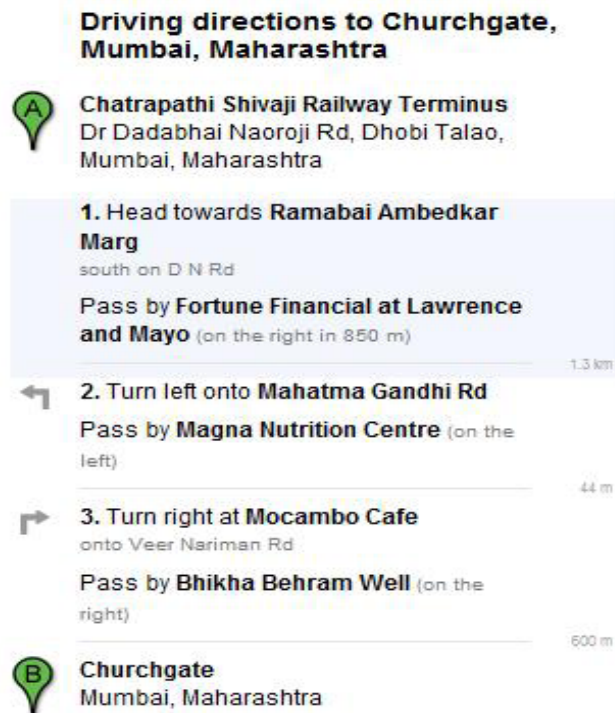 Driving directions to Churchgate,
Mumbai, Maharashtra
A
Chatrapathi Shivaji Railway Terminus
Dr Dadabhai Naoroji Rd, Dhobi Talao,
Mumbai, Maharashtra
1. Head towards Ramabai Ambedkar
Marg
south on D N Rd
Pass by Fortune Financial at Lawrence
and Mayo (on the right in 850 m)
1.3 km
2. Turn left onto Mahatma Gandhi Rd
Pass by Magna Nutrition Centre (on the
left)
44 m
3. Turn right at Mocambo Cafe
onto Veer Nariman Rd
Pass by Bhikha Behram Well (on the
right)
600 m
B
Churchgate
Mumbai, Maharashtra